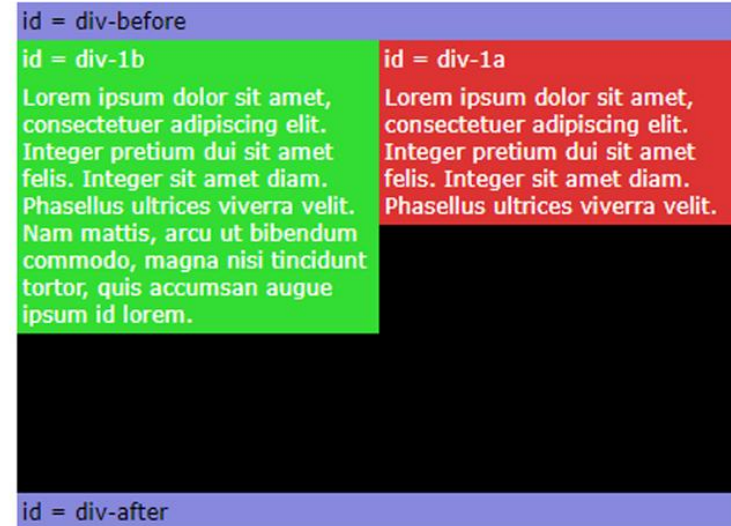 id = div-before
id = div-1b
Lorem ipsum dolor sit amet,
consectetuer adipiscing elit.
Integer pretium dui sit amet
felis. Integer sit amet diam.
Phasellus ultrices viverra velit.
Nam mattis, arcu ut bibendum
commodo, magna nisi tincidunt
tortor, quis accumsan augue
ipsum id lorem.
id = div-1a
Lorem ipsum dolor sit amet,
consectetuer adipiscing elit.
Integer pretium dui sit amet
felis. Integer sit amet diam.
Phasellus ultrices viverra velit.
id = div-after